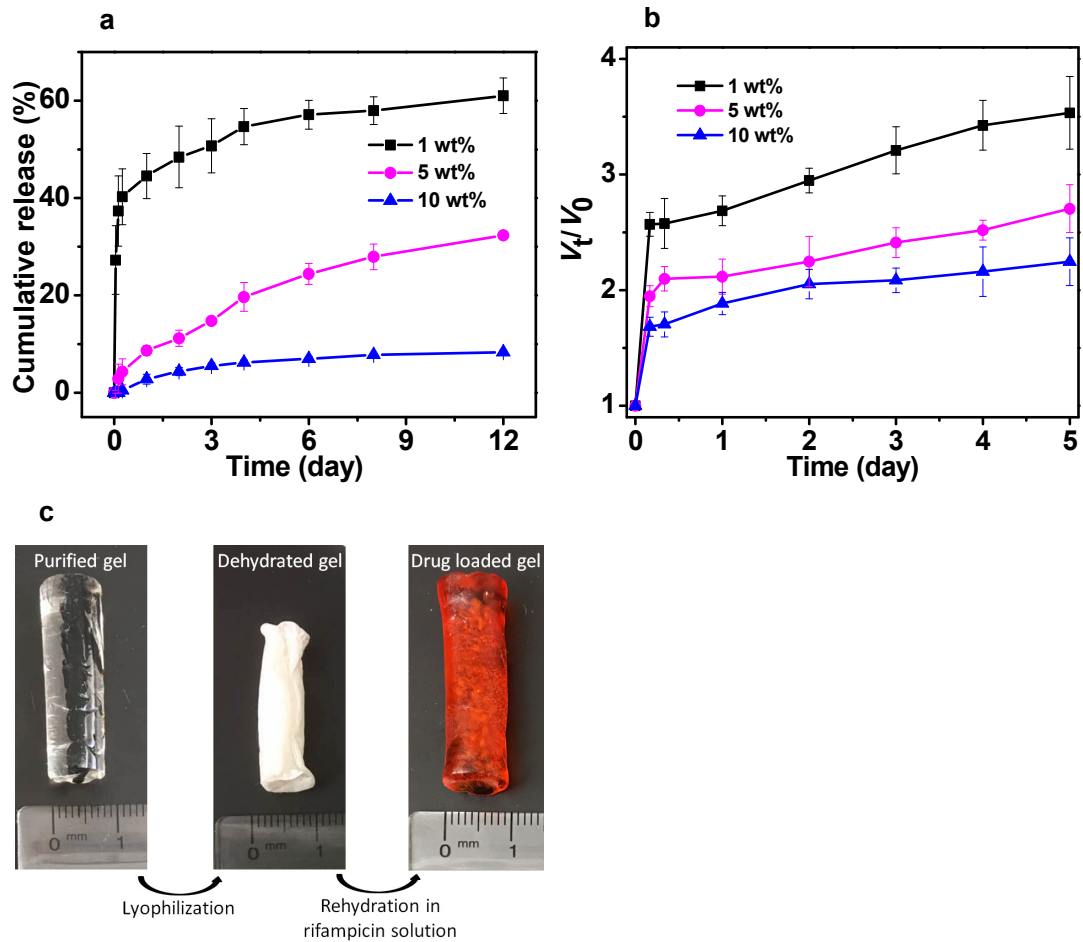 a
Cumulative release (%)
60
40
20
0
1 wt%
5 wt%
10 wt%
0 3 6 9 12
Time (day)
b
Vt/V0
4
3
2
1
1 wt%
5 wt%
10 wt%
0 1 2 3 4 5
Time (day)
c
Purified gel
0 mm 1
Dehydrated gel
0 mm 1
Drug loaded gel
0 mm 1
Lyophilization
Rehydration in
rifampicin solution